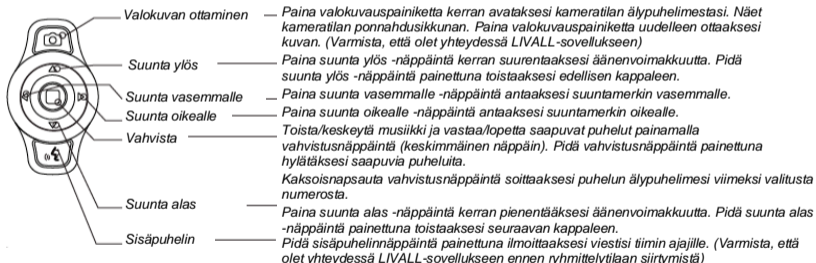 Valokuvan ottaminen
Paina valokuvauspainiketta kerran avataksesi kameratilan älypuhelimestasi. Näet
kameratilan ponnahdusikkunan. Paina valokuvauspainiketta uudelleen ottaaksesi
kuvan. (Varmista, että olet yhteydessä LIVALL-sovellukseen)
Suunta ylös
Paina suunta ylös -näppäintä kerran suurentaaksesi äänenvoimakkuutta. Pidä
suunta ylös -näppäintä painettuna toistaaksesi edellisen kappaleen.
Suunta vasemmalle
Paina suunta vasemmalle -näppäintä antaaksesi suuntamerkin vasemmalle.
Suunta oikealle
Paina suunta oikealle -näppäintä antaaksesi suuntamerkin oikealle.
Vahvista
Toista/keskeytä musiikki ja vastaa/lopetta saapuvat puhelut painamalla
vahvistusnäppäintä (keskimmäinen näppäin). Pidä vahvistusnäppäintä painettuna
hylätäksesi saapuvia puheluita.
Kaksoisnapsauta vahvistusnäppäintä soittaaksesi puhelun älypuhelimesi viimeksi valitusta
numerosta.
Suunta alas
Paina suunta alas -näppäintä kerran pienentääksesi äänenvoimakkuutta. Pidä suunta alas
-näppäintä painettuna toistaaksesi seuraavan kappaleen.
Sisäpuhelin
Pidä sisäpuhelinnäppäintä painettuna ilmoittaaksesi viestisi tiimin ajajille. (Varmista, että
olet yhteydessä LIVALL-sovellukseen ennen ryhmittelytilaan siirtymistä)